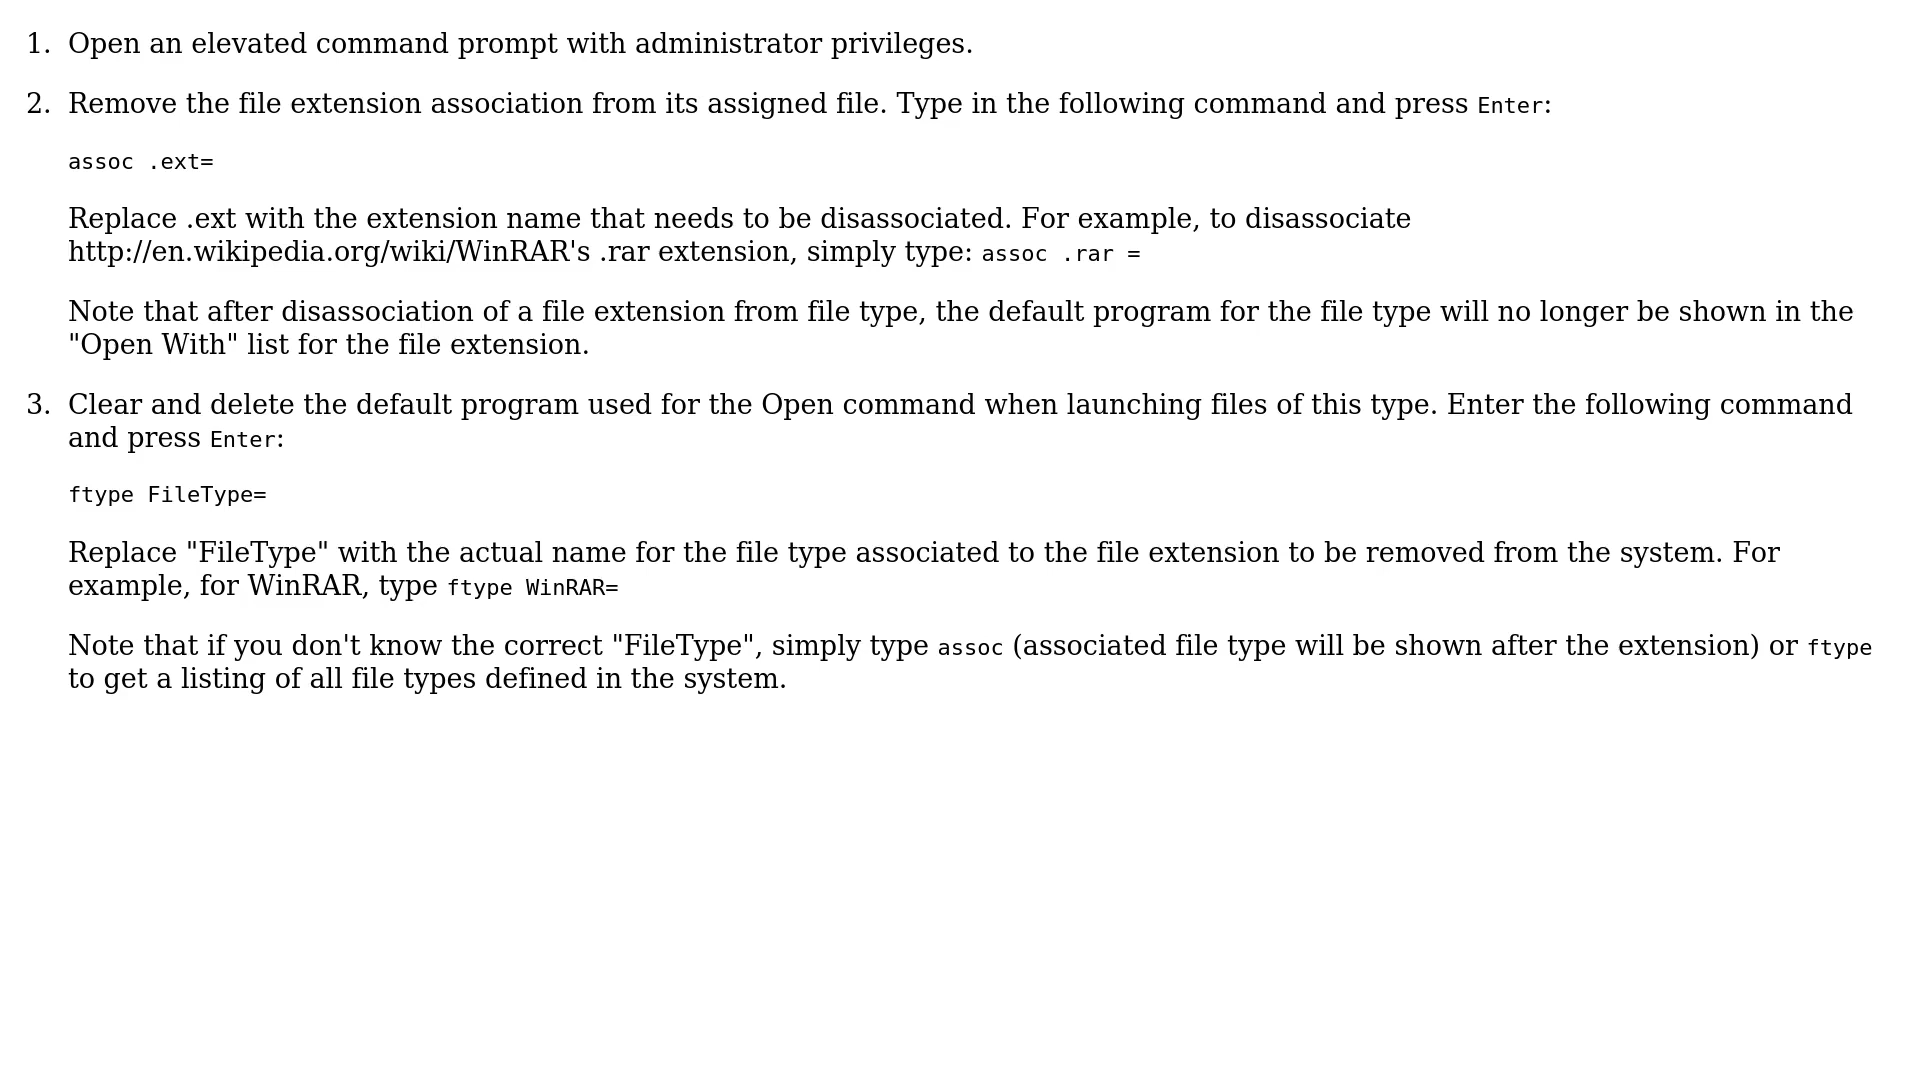 1. Open an elevated command prompt with administrator privileges.
2. Remove the file extension association from its assigned file. Type in the following command and press Enter:
assoc .ext=
Replace .ext with the extension name that needs to be disassociated. For example, to disassociate
http://en.wikipedia.org/wiki/WinRAR's .rar extension, simply type: assoc .rar =
Note that after disassociation of a file extension from file type, the default program for the file type will no longer be shown in the
"Open With" list for the file extension.
3. Clear and delete the default program used for the Open command when launching files of this type. Enter the following command
and press Enter:
ftype FileType=
Replace "FileType" with the actual name for the file type associated to the file extension to be removed from the system. For
example, for WinRAR, type ftype WinRAR=
Note that if you don't know the correct "FileType", simply type assoc (associated file type will be shown after the extension) or ftype
to get a listing of all file types defined in the system.